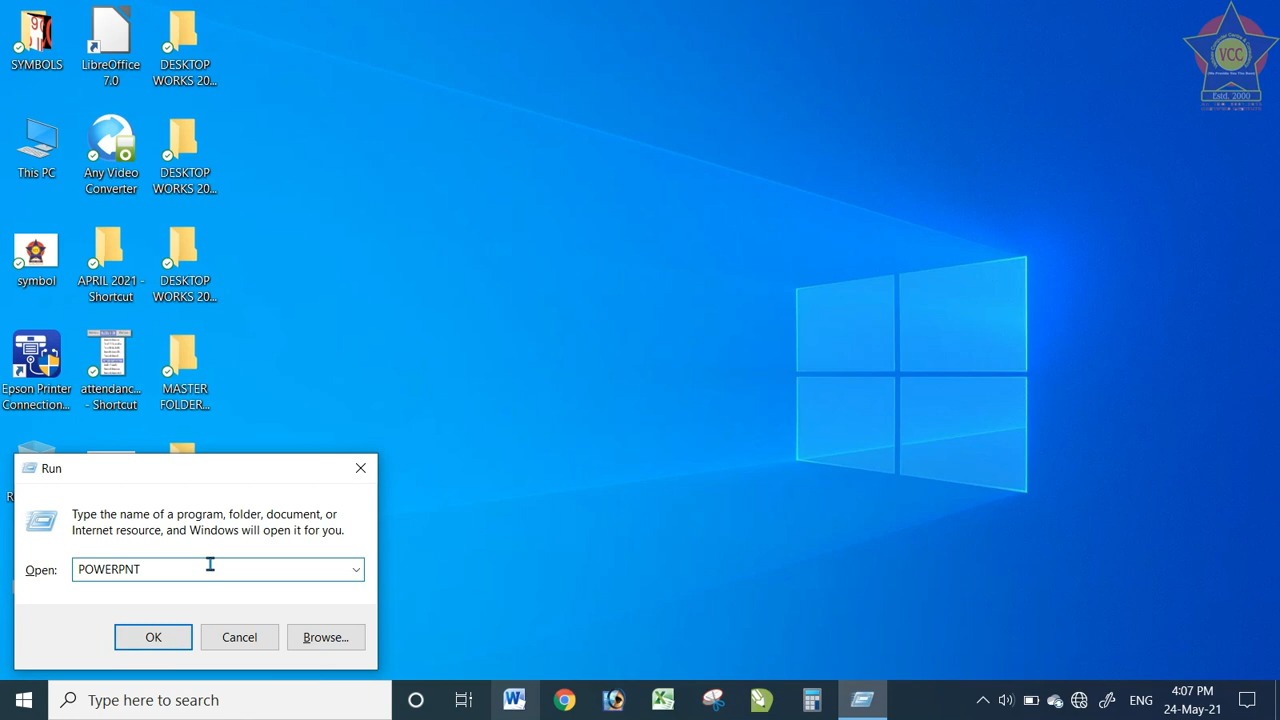 SYMBOLS
LibreOffice
7.0
DESKTOP
WORKS 20...
VCC
Estd. 2000
This PC
Any Video
Converter
DESKTOP
WORKS 20...
symbol
APRIL 2021 -
Shortcut
DESKTOP
WORKS 20...
Epson Printer
Connection...
attendanc...
- Shortcut
MASTER
FOLDER...
Run
Type the name of a program, folder, document, or
Internet resource, and Windows will open it for you.
Open:
POWERPNT
OK
Cancel
Browse...
Type here to search
ENG
4:07 PM
24-May-21